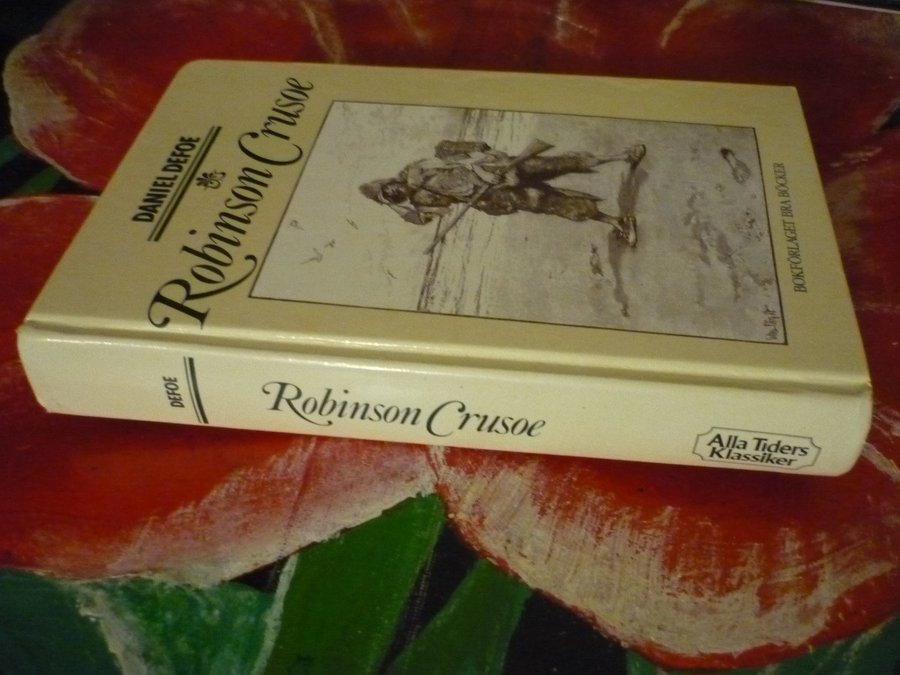 DANIEL DEFOE
Robinson Crusoe
BOKFÖRLAGET BRA BÖCKER
DEFOE
Robinson Crusoe
Alla Tiders
Klassiker